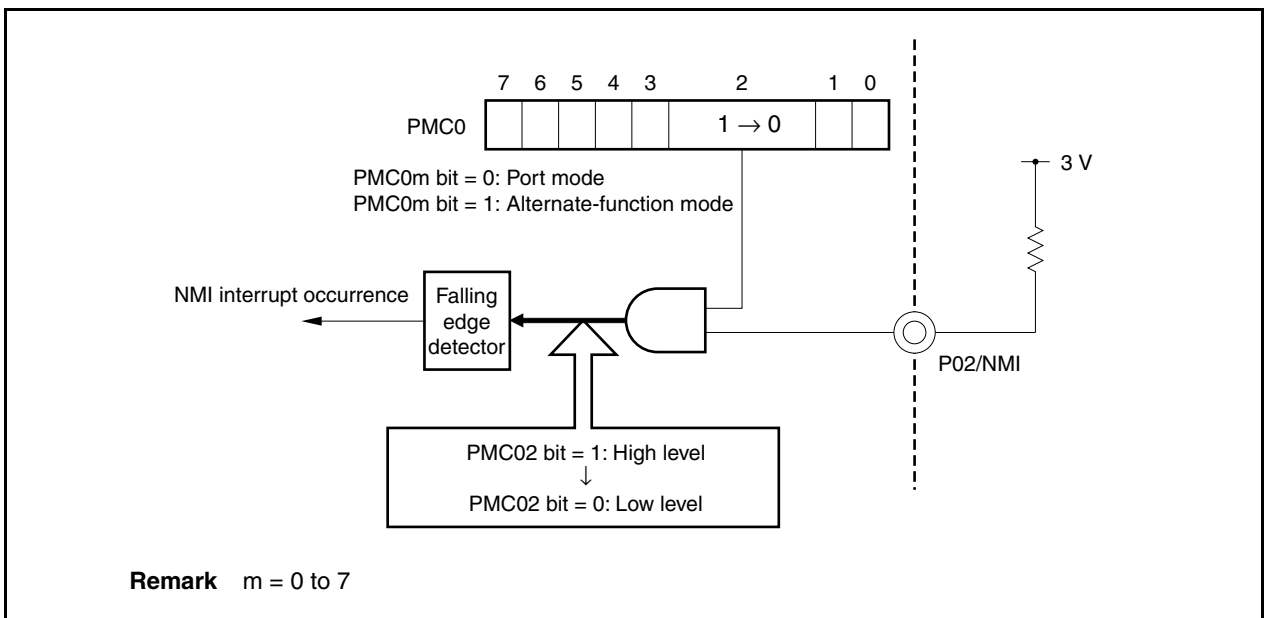 7 6 5 4 3 2 1 0
PMC0
1 → 0
PMC0m bit = 0: Port mode
PMC0m bit = 1: Alternate-function mode
3 V
NMI interrupt occurrence
Falling
edge
detector
P02/NMI
PMC02 bit = 1: High level
↓
PMC02 bit = 0: Low level
Remark m = 0 to 7